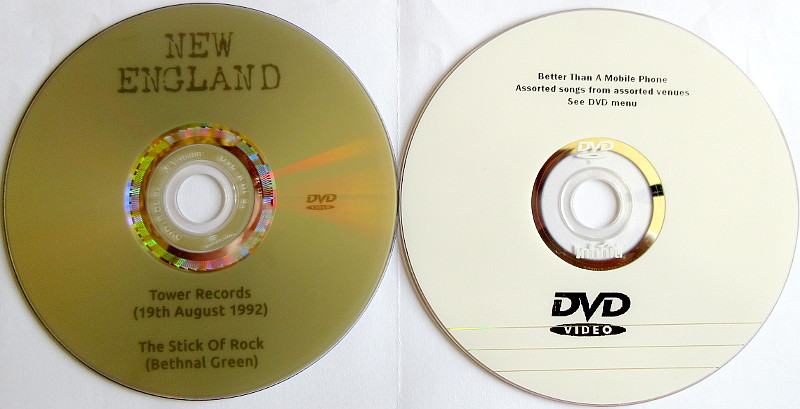 NEW
ENGLAND
DVD
VIDEO
Tower Records
(19th August 1992)
The Stick Of Rock
(Bethnal Green)
Better Than A Mobile Phone
Assorted songs from assorted venues
See DVD menu
DVD
DVD
VIDEO